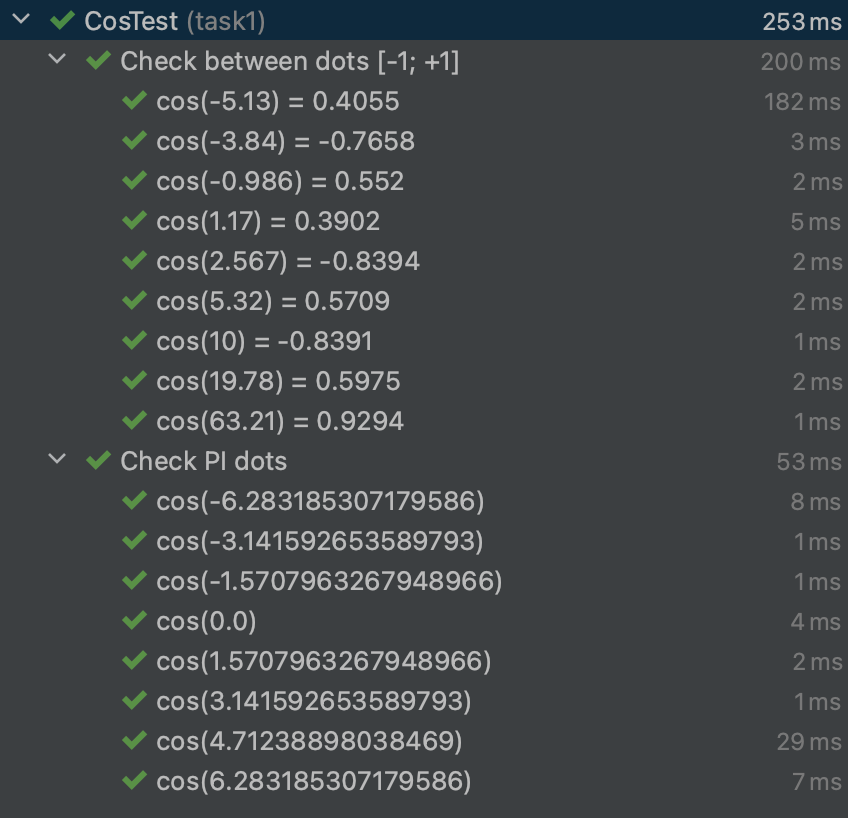 CosTest (task1) 253 ms
Check between dots [-1; +1] 200 ms
cos(-5.13) = 0.4055 182 ms
cos(-3.84) = -0.7658 3 ms
cos(-0.986) = 0.552 2 ms
cos(1.17) = 0.3902 5 ms
cos(2.567) = -0.8394 2 ms
cos(5.32) = 0.5709 2 ms
cos(10) = -0.8391 1 ms
cos(19.78) = 0.5975 2 ms
cos(63.21) = 0.9294 1 ms
Check PI dots 53 ms
cos(-6.283185307179586) 8 ms
cos(-3.141592653589793) 1 ms
cos(-1.5707963267948966) 1 ms
cos(0.0) 4 ms
cos(1.5707963267948966) 2 ms
cos(3.141592653589793) 1 ms
cos(4.71238898038469) 29 ms
cos(6.283185307179586) 7 ms